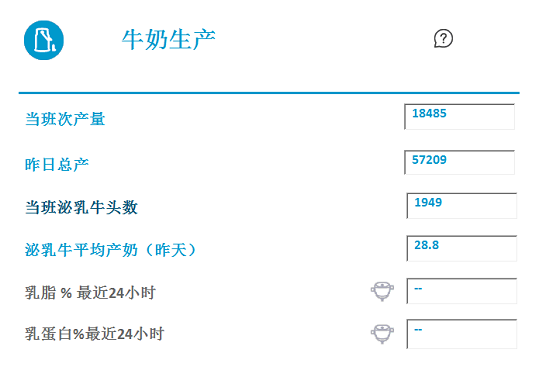 牛奶生产
当班次产量 18485
昨日总产 57209
当班泌乳牛头数 1949
泌乳牛平均产奶（昨天） 28.8
乳脂 % 最近24小时 --
乳蛋白%最近24小时 --